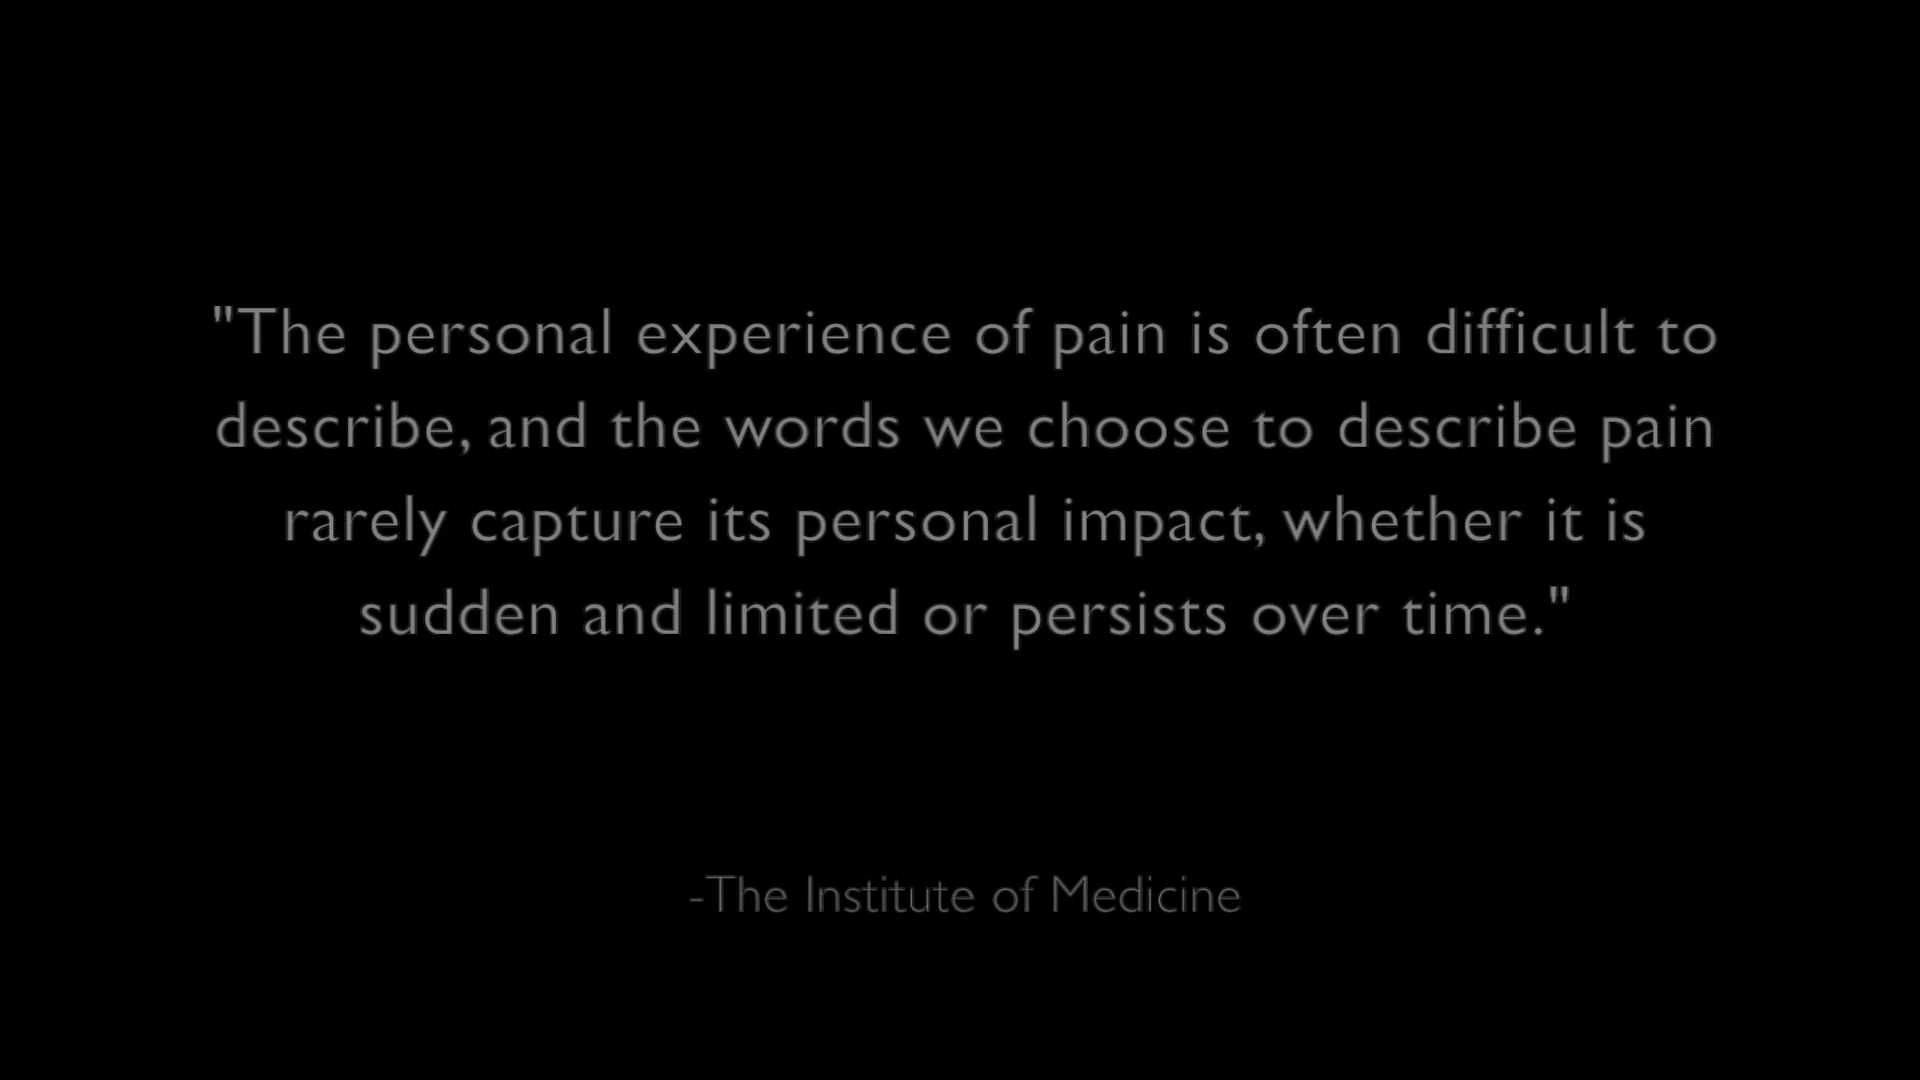 "The personal experience of pain is often difficult to
describe, and the words we choose to describe pain
rarely capture its personal impact, whether it is
sudden and limited or persists over time."
-The Institute of Medicine